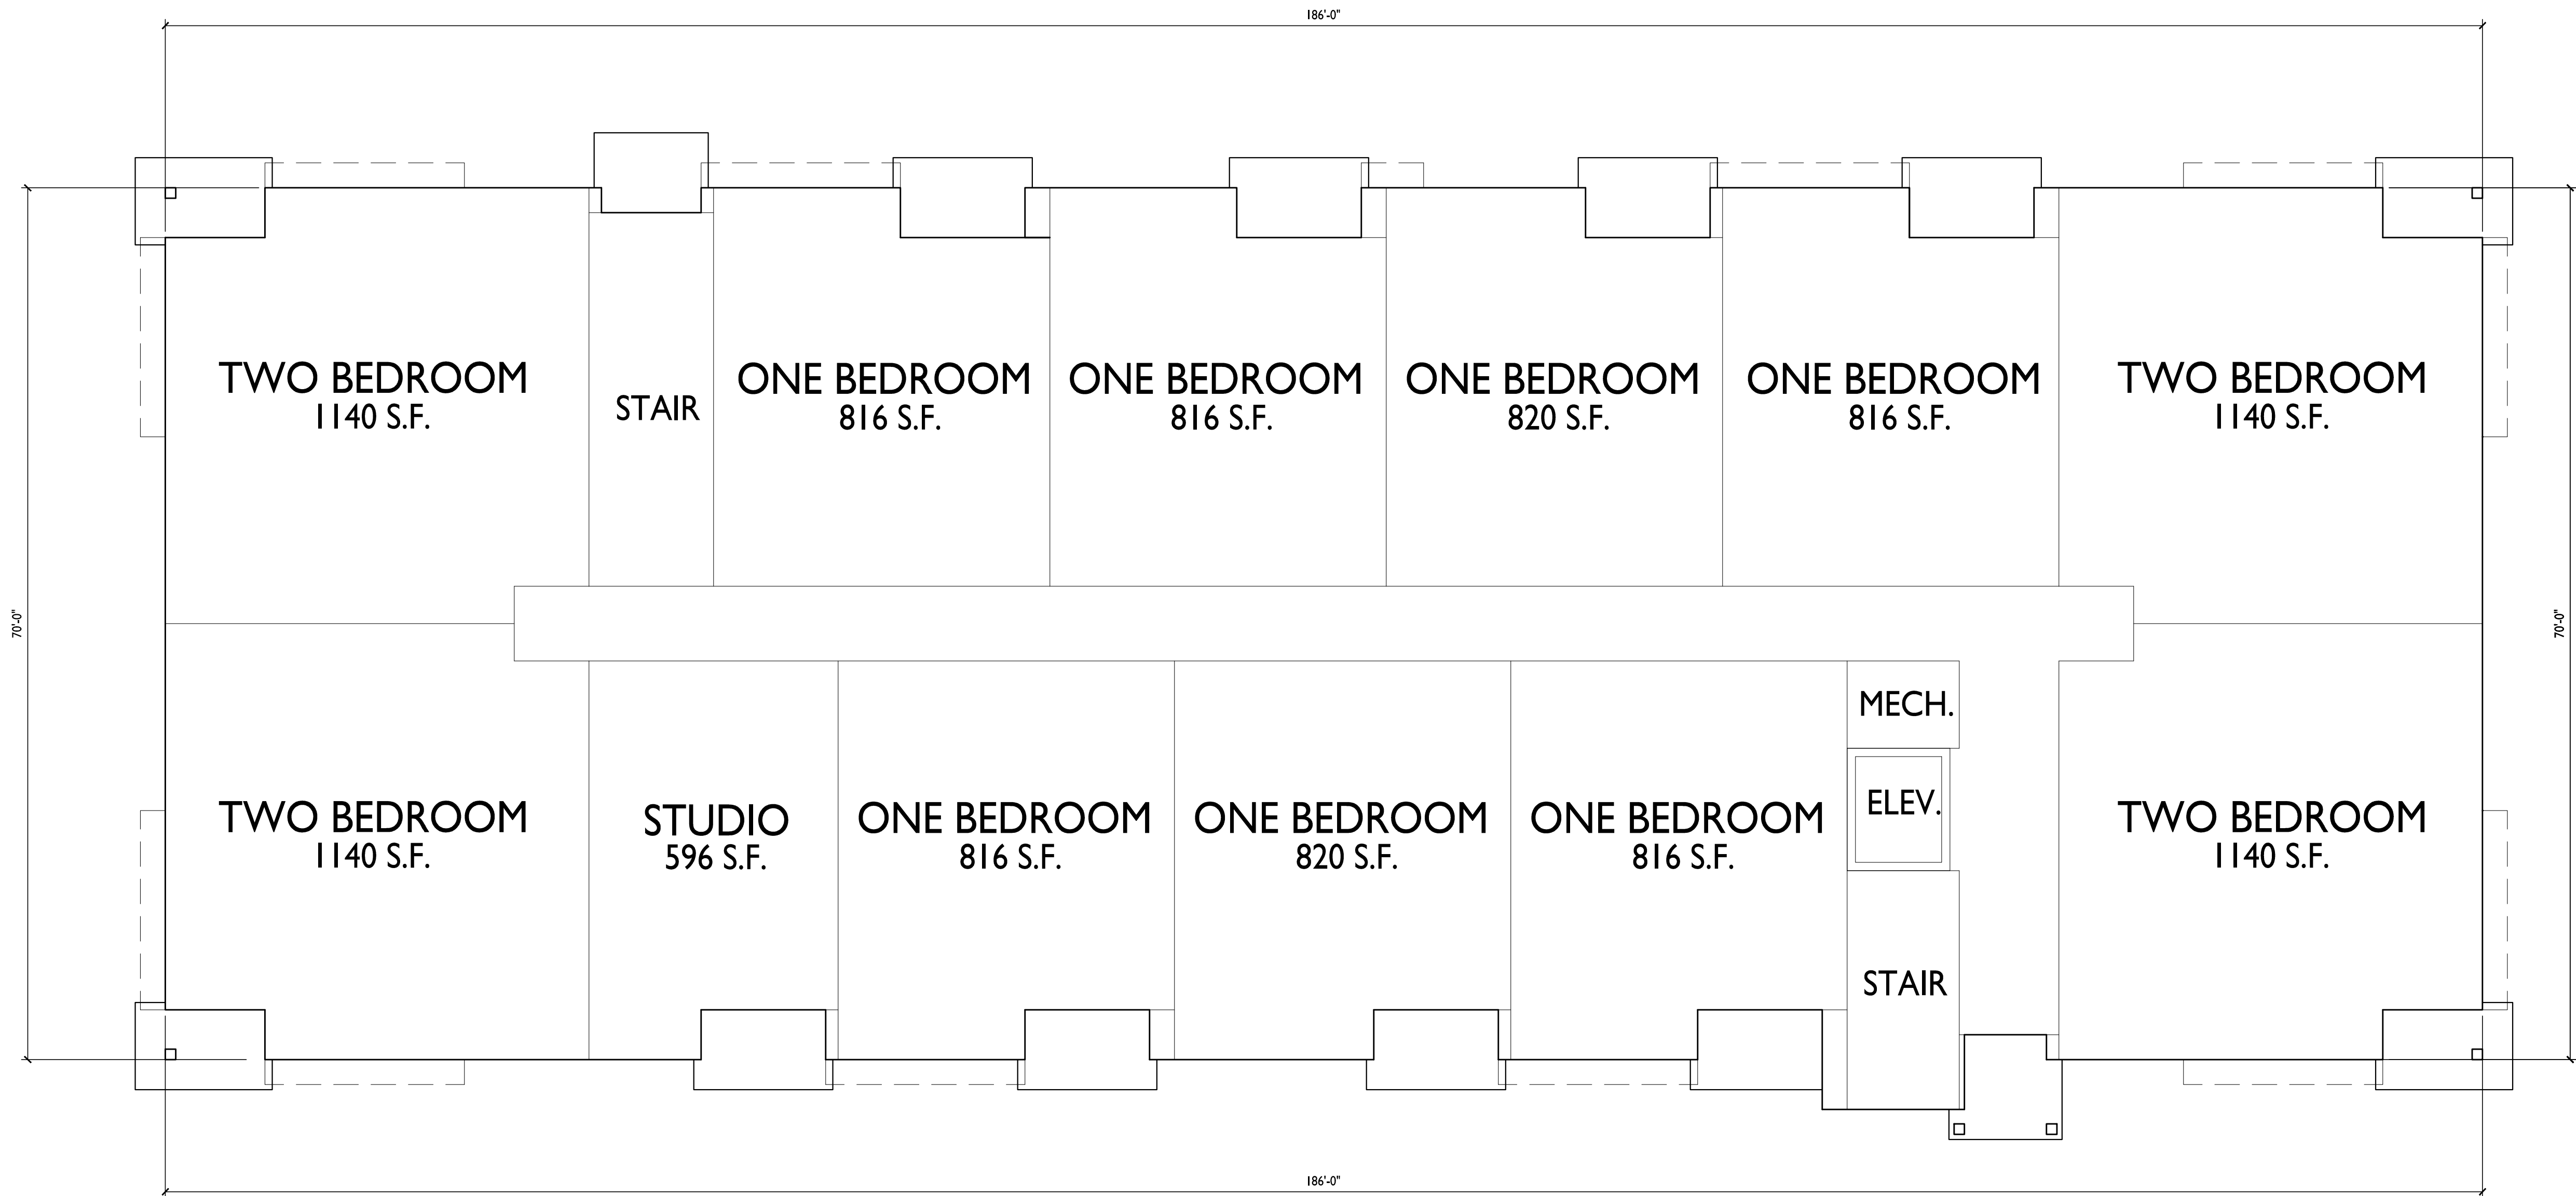 186'-0"
TWO BEDROOM
1140 S.F.
STAIR
ONE BEDROOM
816 S.F.
ONE BEDROOM
816 S.F.
ONE BEDROOM
820 S.F.
ONE BEDROOM
816 S.F.
TWO BEDROOM
1140 S.F.
70'-0"
70'-0"
MECH.
TWO BEDROOM
1140 S.F.
STUDIO
596 S.F.
ONE BEDROOM
816 S.F.
ONE BEDROOM
820 S.F.
ONE BEDROOM
816 S.F.
ELEV.
TWO BEDROOM
1140 S.F.
STAIR
186'-0"